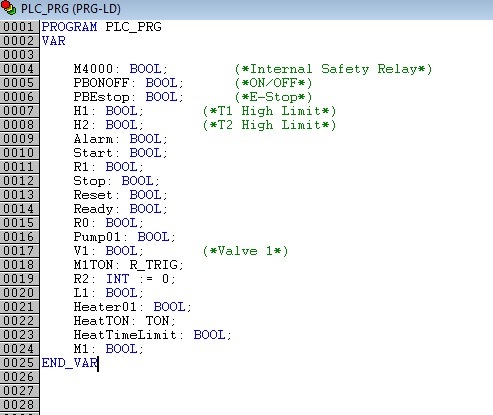 PLC_PRG (PRG-LD)
0001 PROGRAM PLC_PRG
0002 VAR
0003
0004 M4000: BOOL; (*Internal Safety Relay*)
0005 PBONOFF: BOOL; (*ON/OFF*)
0006 PBEstop: BOOL; (*E-Stop*)
0007 H1: BOOL; (*T1 High Limit*)
0008 H2: BOOL; (*T2 High Limit*)
0009 Alarm: BOOL;
0010 Start: BOOL;
0011 R1: BOOL;
0012 Stop: BOOL;
0013 Reset: BOOL;
0014 Ready: BOOL;
0015 R0: BOOL;
0016 Pump01: BOOL;
0017 V1: BOOL; (*Valve 1*)
0018 M1TON: R_TRIG;
0019 R2: INT := 0;
0020 L1: BOOL;
0021 Heater01: BOOL;
0022 HeatTON: TON;
0023 HeatTimeLimit: BOOL;
0024 M1: BOOL;
0025 END_VAR
0026
0027
0028